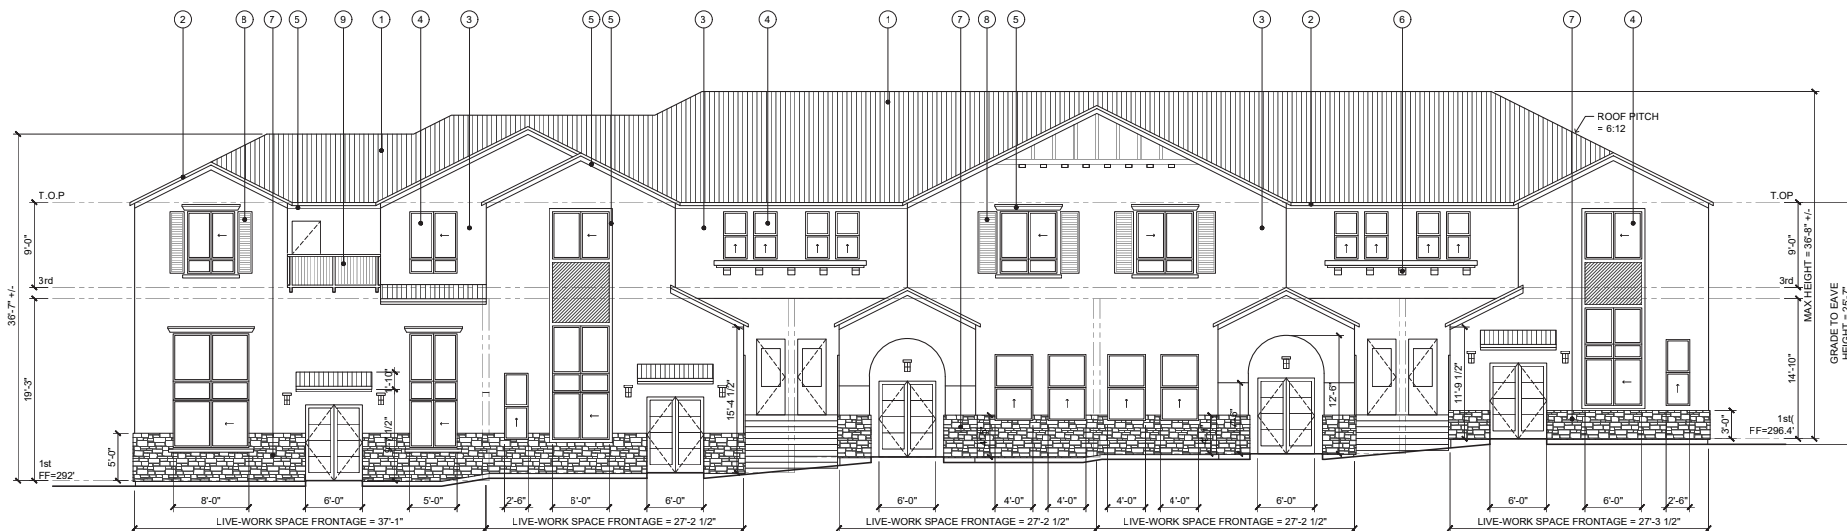 2 8 7 5 9 1 4 3 5 5 3 4 1 7 8 5 3 2 6 7 4
ROOF PITCH
= 6:12
T.O.P
T.O.P
9'-0"
9'-0"
3rd
3rd
36'-7" +/-
MAX HEIGHT = 36'-8" +/-
GRADE TO EAVE
19'-3"
14'-10"
15'-4 1/2"
12'-6"
11'-9 1/2"
3'-0"
5'-0"
1st
FF=292'
1st(
FF=296.4'
8'-0" 6'-0" 5'-0" 2'-6" 6'-0" 6'-0" 6'-0" 4'-0" 4'-0" 4'-0" 4'-0" 6'-0" 6'-0" 6'-0" 2'-6"
LIVE-WORK SPACE FRONTAGE = 37'-1" LIVE-WORK SPACE FRONTAGE = 27'-2 1/2" LIVE-WORK SPACE FRONTAGE = 27'-2 1/2" LIVE-WORK SPACE FRONTAGE = 27'-2 1/2" LIVE-WORK SPACE FRONTAGE = 27'-3 1/2"